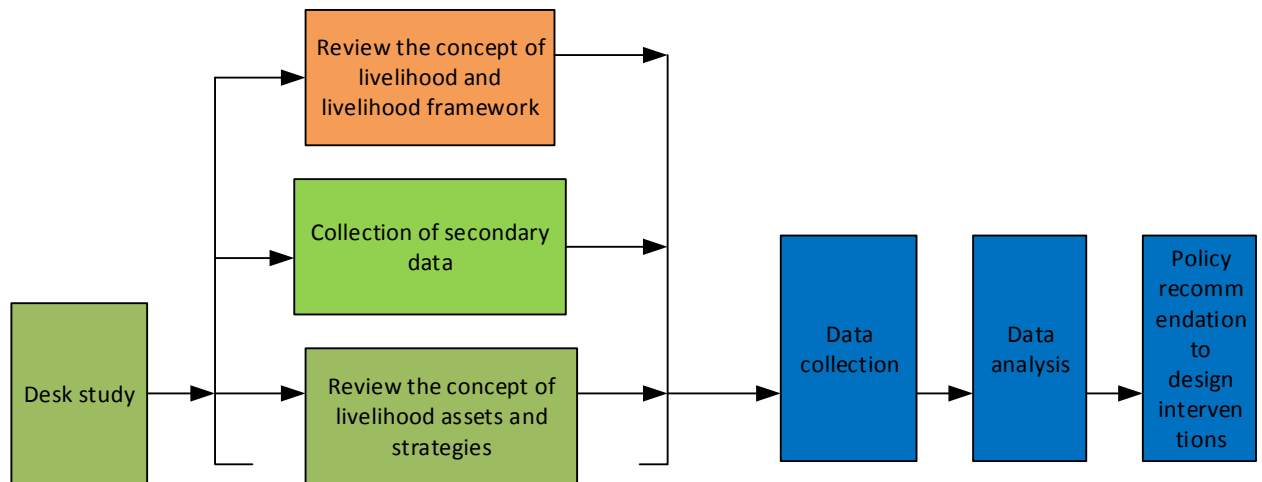 Review the concept of
livelihood and
livelihood framework
Collection of secondary
data
Desk study
Review the concept of
livelihood assets and
strategies
Data
collection
Data
analysis
Policy
recomm
endation
to
design
interven
tions